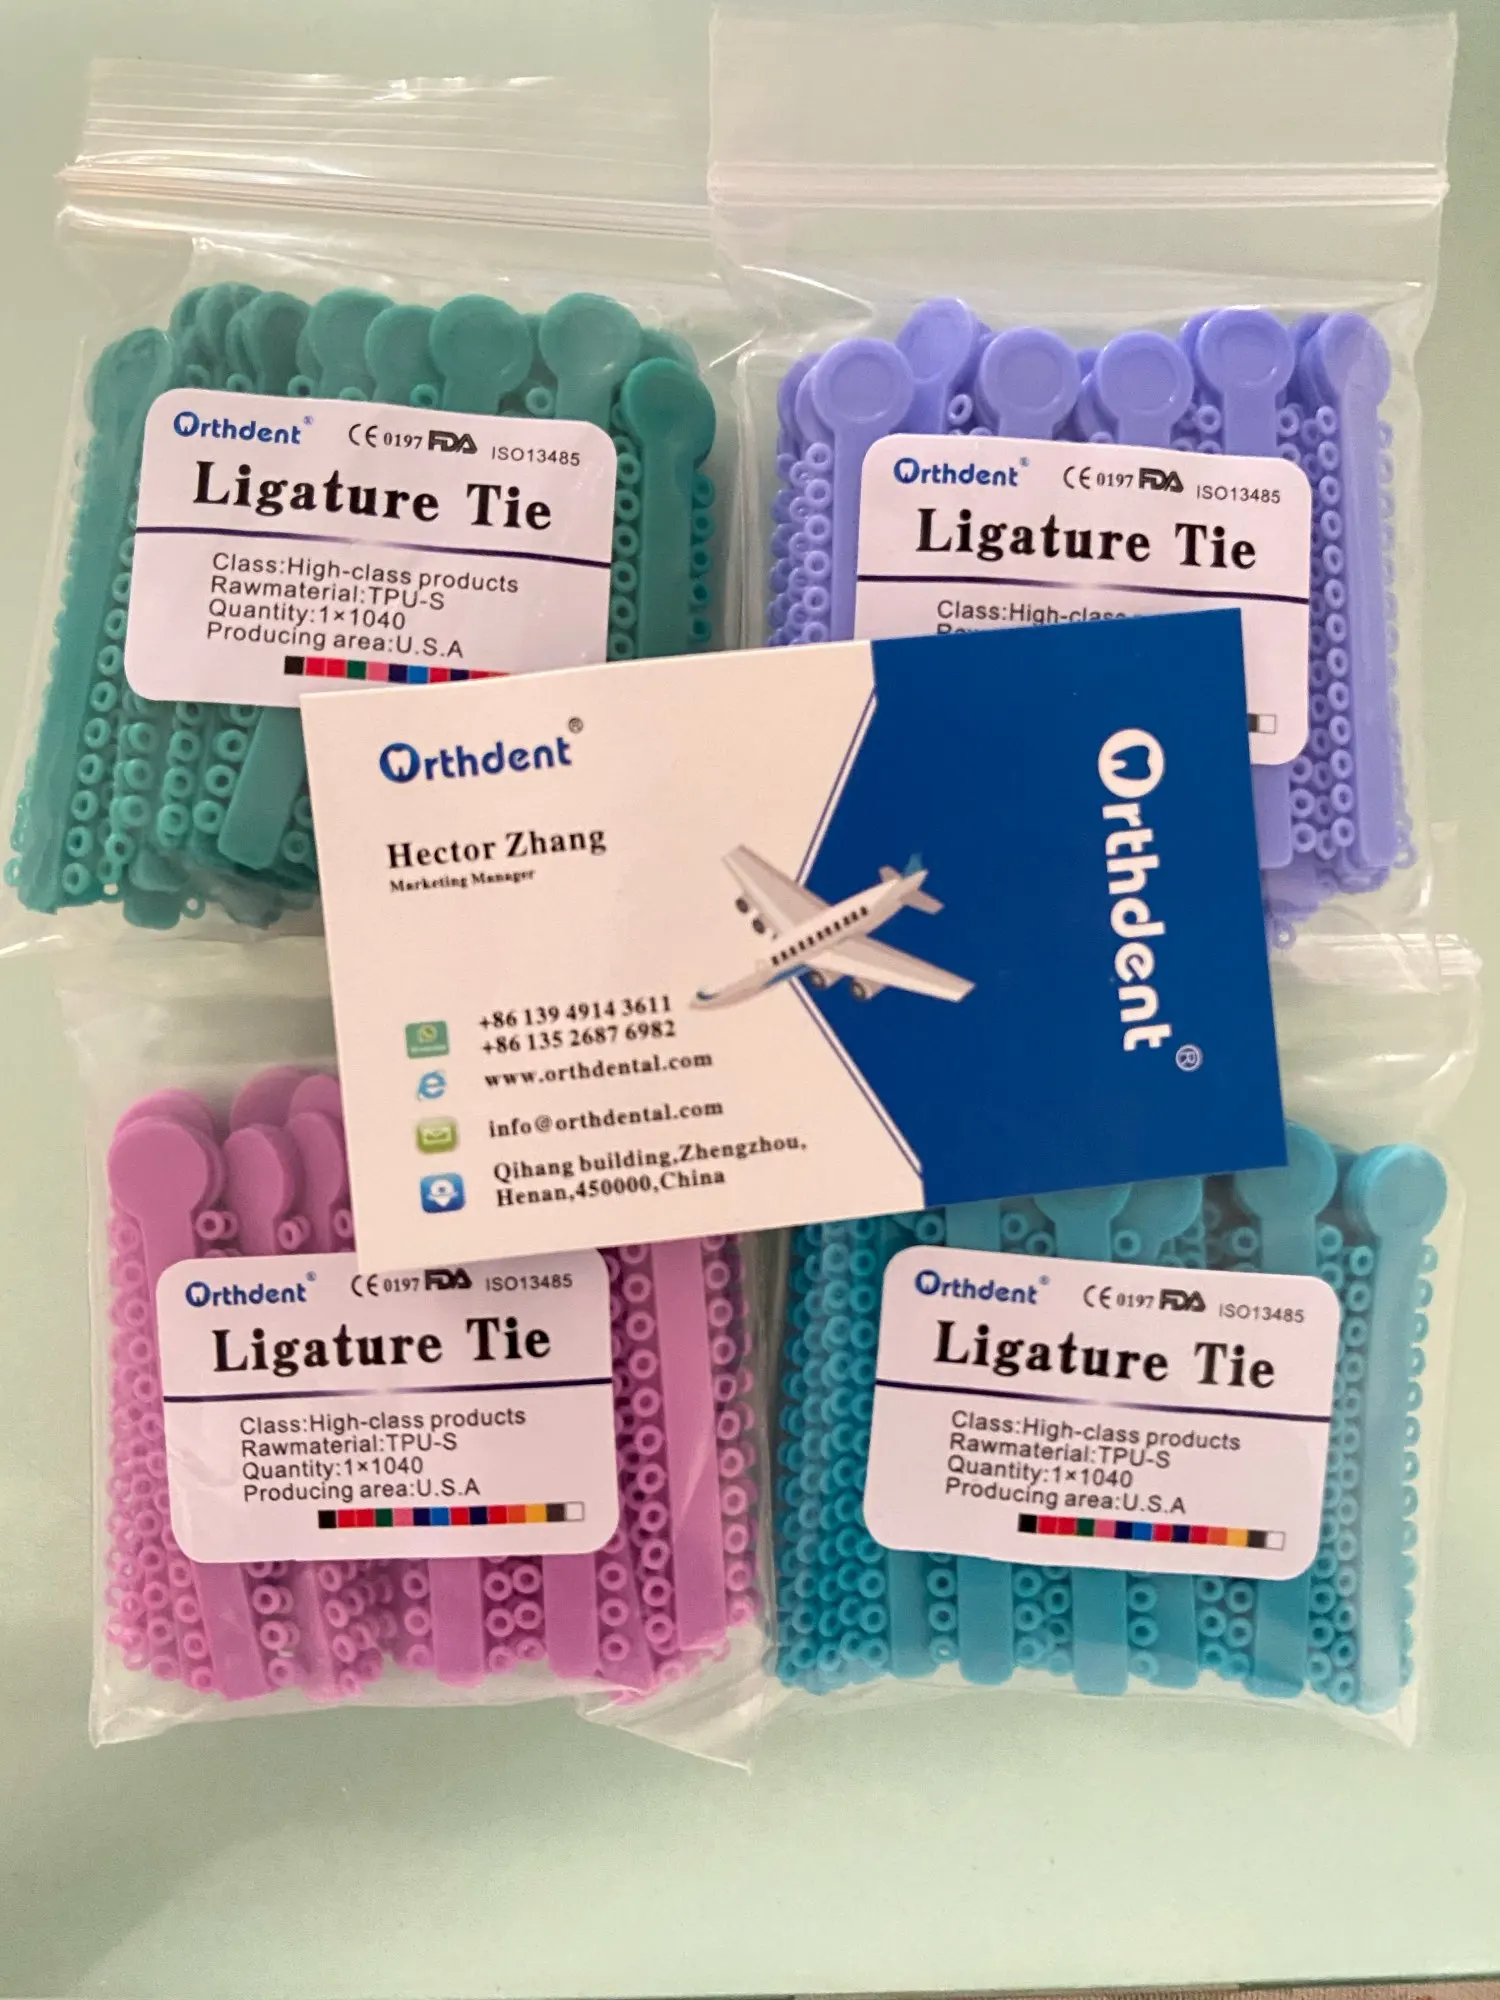 Orthdent® CE 0197 FDA ISO13485
Ligature Tie
Class:High-class products
Rawmaterial:TPU-S
Quantity:1×1040
Producing area:U.S.A
Orthdent® CE 0197 FDA ISO13485
Ligature Tie
Class:High-class
Orthdent®
Hector Zhang
Marketing Manager
+86 139 4914 3611
+86 135 2687 6982
www.orthdental.com
info@orthdental.com
Qihang building,Zhengzhou,
Henan,450000,China
Orthdent®
Orthdent® CE 0197 FDA ISO13485
Ligature Tie
Class:High-class products
Rawmaterial:TPU-S
Quantity:1×1040
Producing area:U.S.A
Orthdent® CE 0197 FDA ISO13485
Ligature Tie
Class:High-class products
Rawmaterial:TPU-S
Quantity:1×1040
Producing area:U.S.A